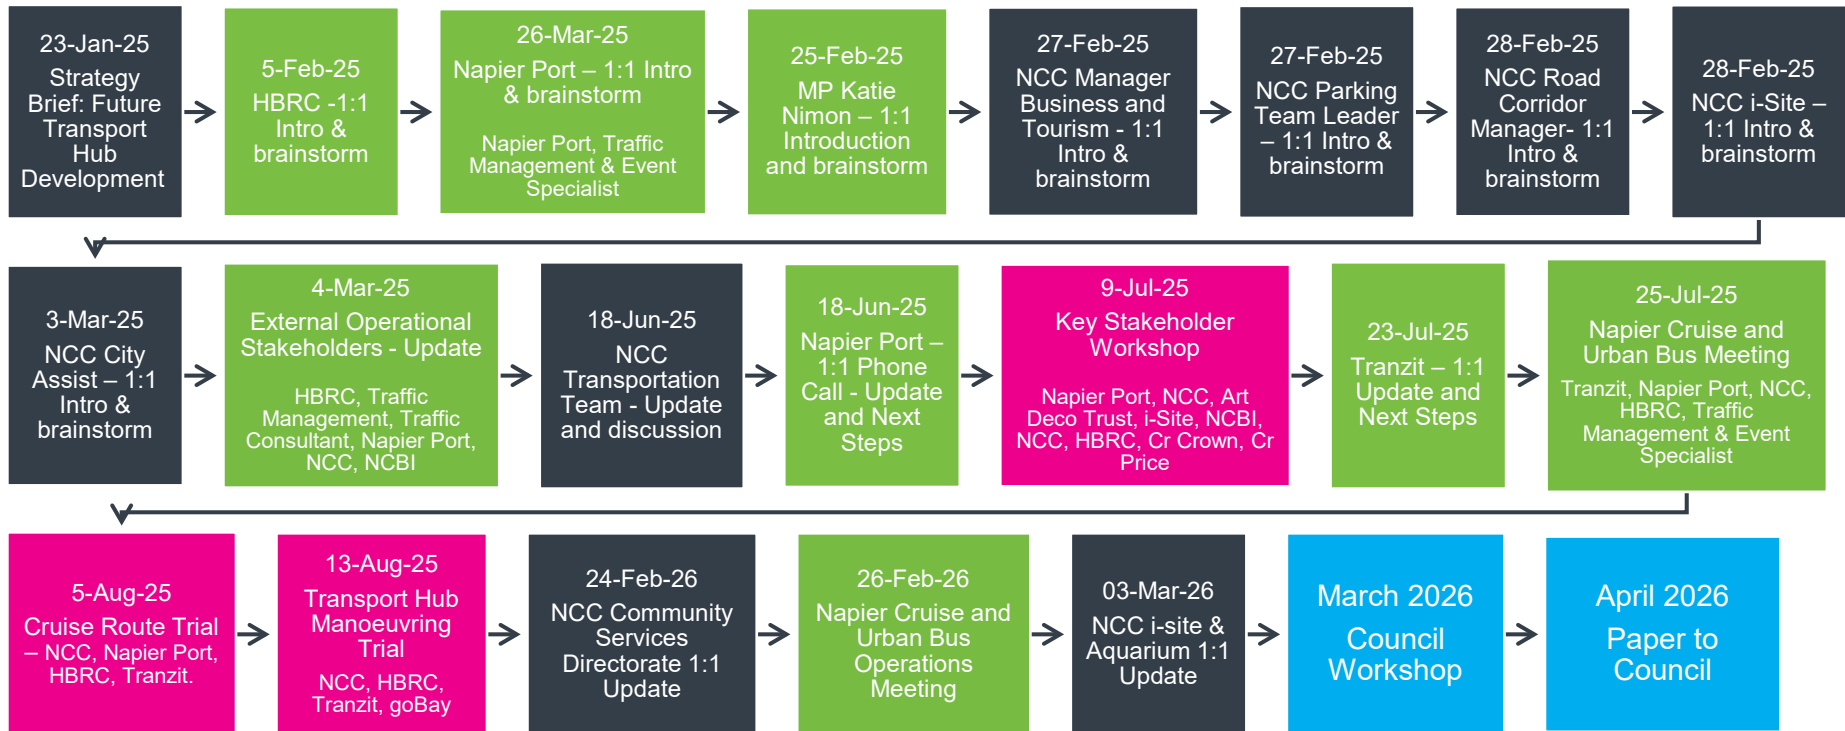 23-Jan-25
Strategy
Brief: Future
Transport
Hub
Development
5-Feb-25
HBRC -1:1
Intro &
brainstorm
26-Mar-25
Napier Port – 1:1 Intro
& brainstorm
Napier Port, Traffic
Management & Event
Specialist
25-Feb-25
MP Katie
Nimon – 1:1
Introduction
and brainstorm
27-Feb-25
NCC Manager
Business and
Tourism - 1:1
Intro &
brainstorm
27-Feb-25
NCC Parking
Team Leader
– 1:1 Intro &
brainstorm
28-Feb-25
NCC Road
Corridor
Manager- 1:1
Intro &
brainstorm
28-Feb-25
NCC i-Site –
1:1 Intro &
brainstorm
3-Mar-25
NCC City
Assist – 1:1
Intro &
brainstorm
4-Mar-25
External Operational
Stakeholders - Update
HBRC, Traffic
Management, Traffic
Consultant, Napier Port,
NCC, NCBI
18-Jun-25
NCC
Transportation
Team - Update
and discussion
18-Jun-25
Napier Port –
1:1 Phone
Call - Update
and Next
Steps
9-Jul-25
Key Stakeholder
Workshop
Napier Port, NCC, Art
Deco Trust, i-Site, NCBI,
NCC, HBRC, Cr Crown, Cr
Price
23-Jul-25
Tranzit – 1:1
Update and
Next Steps
25-Jul-25
Napier Cruise and
Urban Bus Meeting
Tranzit, Napier Port, NCC,
HBRC, Traffic
Management & Event
Specialist
5-Aug-25
Cruise Route Trial
– NCC, Napier Port,
HBRC, Tranzit.
13-Aug-25
Transport Hub
Manoeuvring
Trial
NCC, HBRC,
Tranzit, goBay
24-Feb-26
NCC Community
Services
Directorate 1:1
Update
26-Feb-26
Napier Cruise and
Urban Bus
Operations
Meeting
03-Mar-26
NCC i-site &
Aquarium 1:1
Update
March 2026
Council
Workshop
April 2026
Paper to
Council